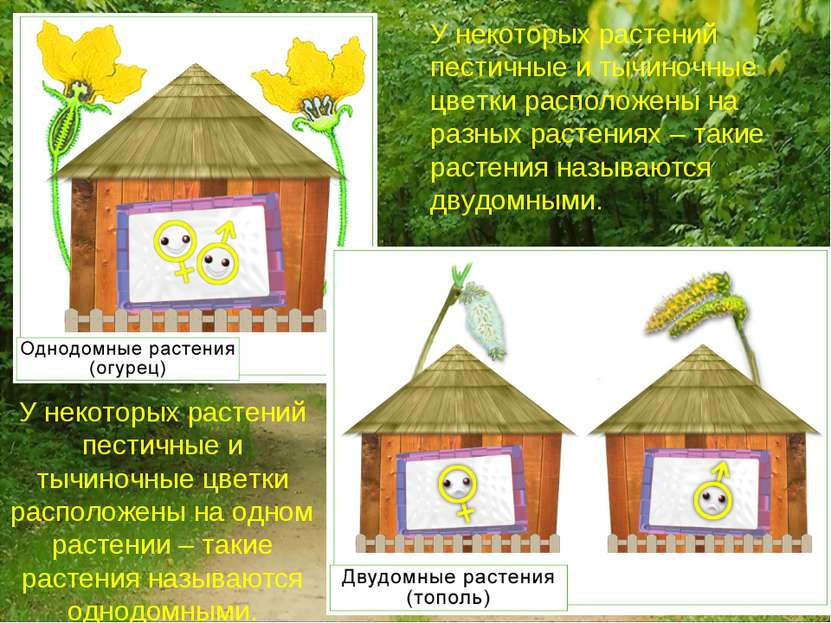 У некоторых растений
пестичные и тычиночные
цветки расположены на
разных растениях – такие
растения называются
двудомными.
Однодомные растения
(огурец)
У некоторых растений
пестичные и
тычиночные цветки
расположены на одном
растении – такие
растения называются
однодомными.
Двудомные растения
(тополь)